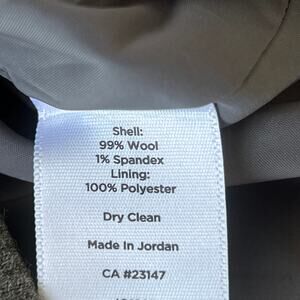 Shell:
99% Wool
1% Spandex
Lining:
100% Polyester
Dry Clean
Made In Jordan
CA #23147